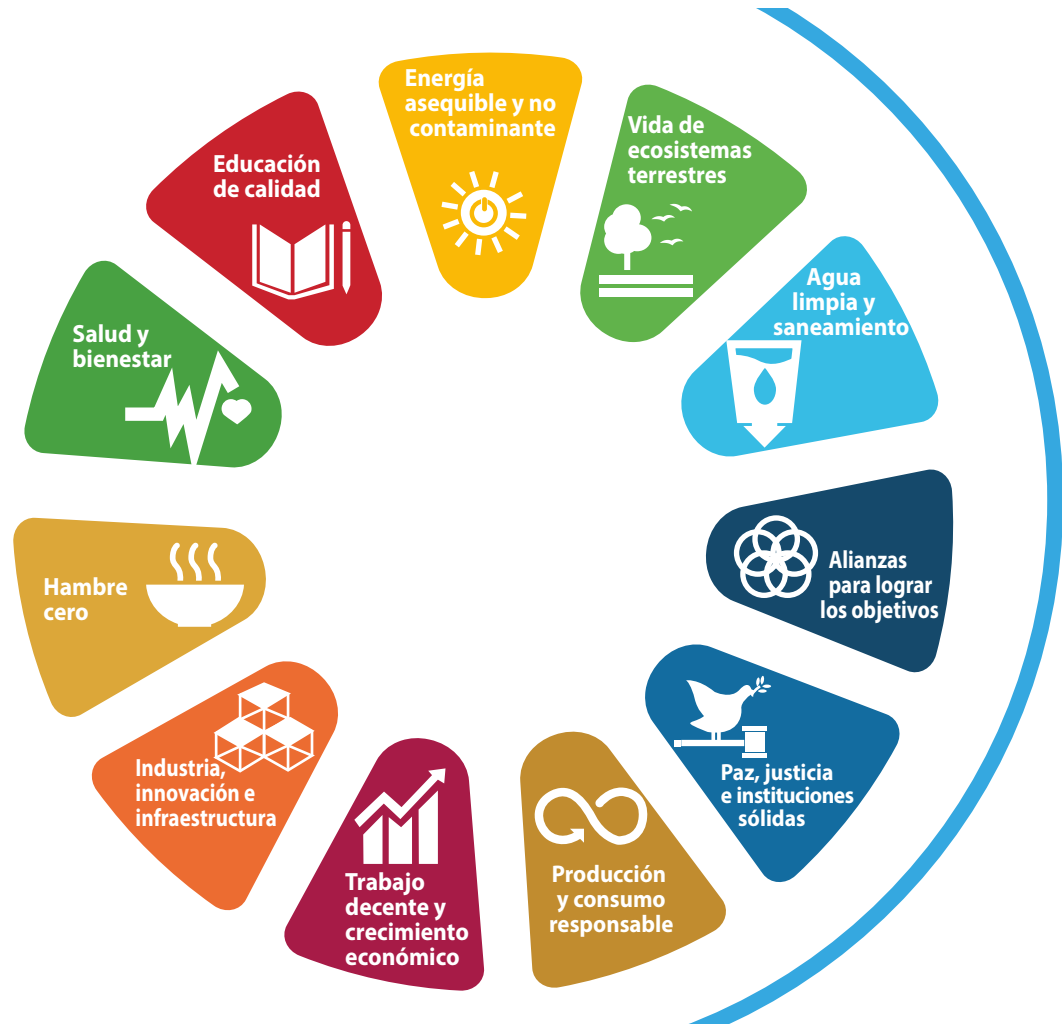 Energía
asequible y no
contaminante
Vida de
ecosistemas
terrestres
Agua
limpia y
saneamiento
Alianzas
para lograr
los objetivos
Paz, justicia
e instituciones
sólidas
Producción
y consumo
responsable
Trabajo
decente y
crecimiento
económico
Industria,
innovación e
infraestructura
Hambre
cero
Salud y
bienestar
Educación
de calidad